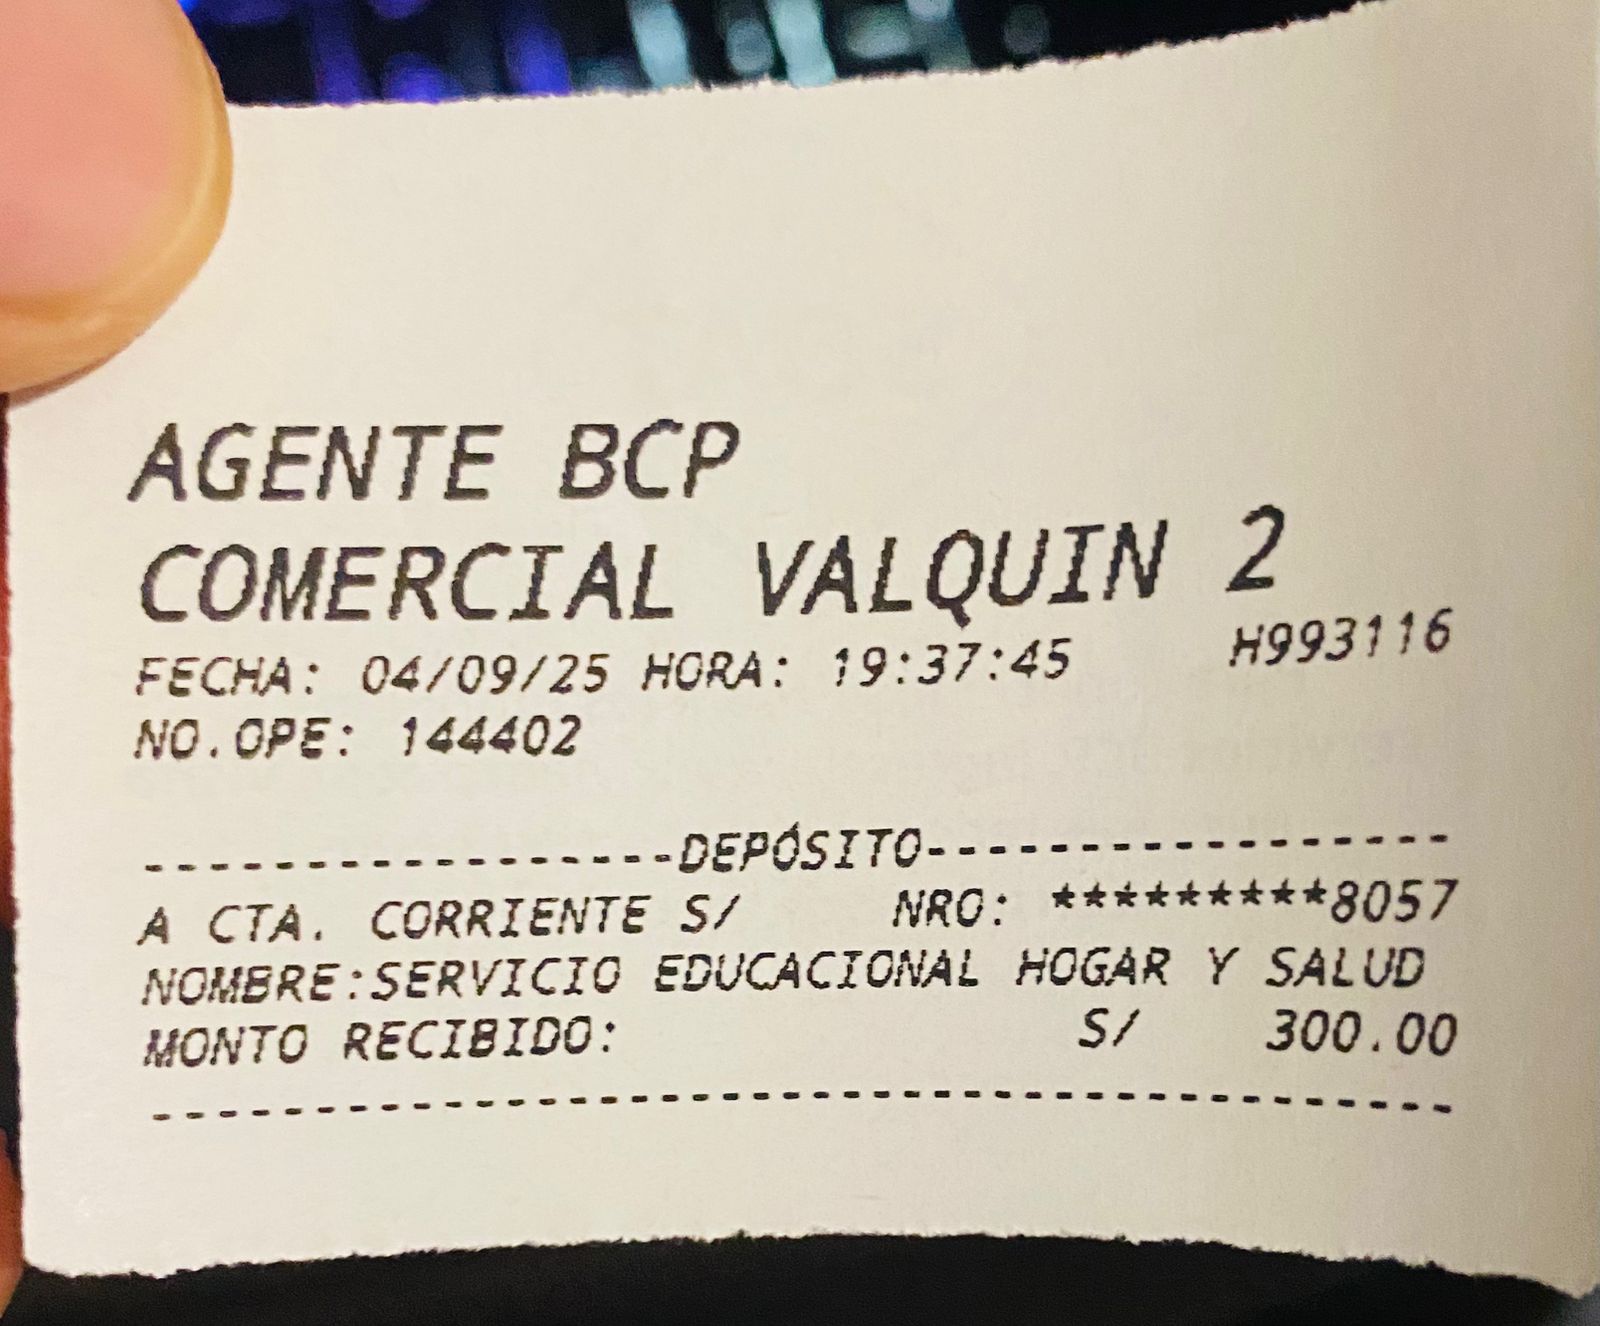 AGENTE BCP
COMERCIAL VALQUIN 2
FECHA: 04/09/25 HORA: 19:37:45 H993116
NO.OPE: 144402
-----------------DEPÓSITO-----------------
A CTA. CORRIENTE S/ NRO: *********8057
NOMBRE:SERVICIO EDUCACIONAL HOGAR Y SALUD
MONTO RECIBIDO: S/ 300.00
----------------------------------------